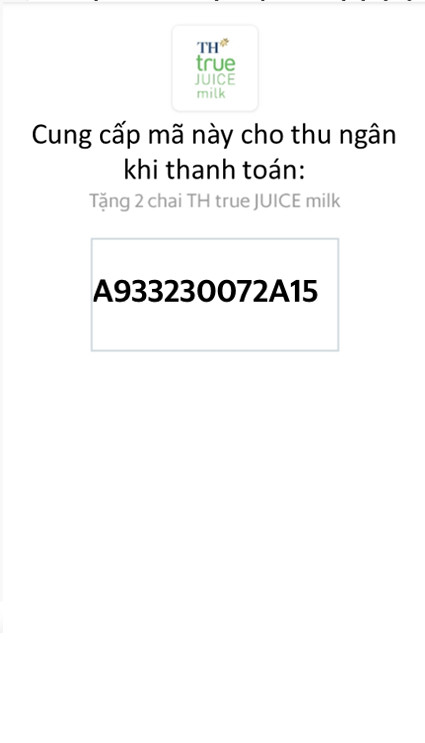 TH
true
JUICE
milk
Cung cấp mã này cho thu ngân
khi thanh toán:
Tặng 2 chai TH true JUICE milk
A933230072A15